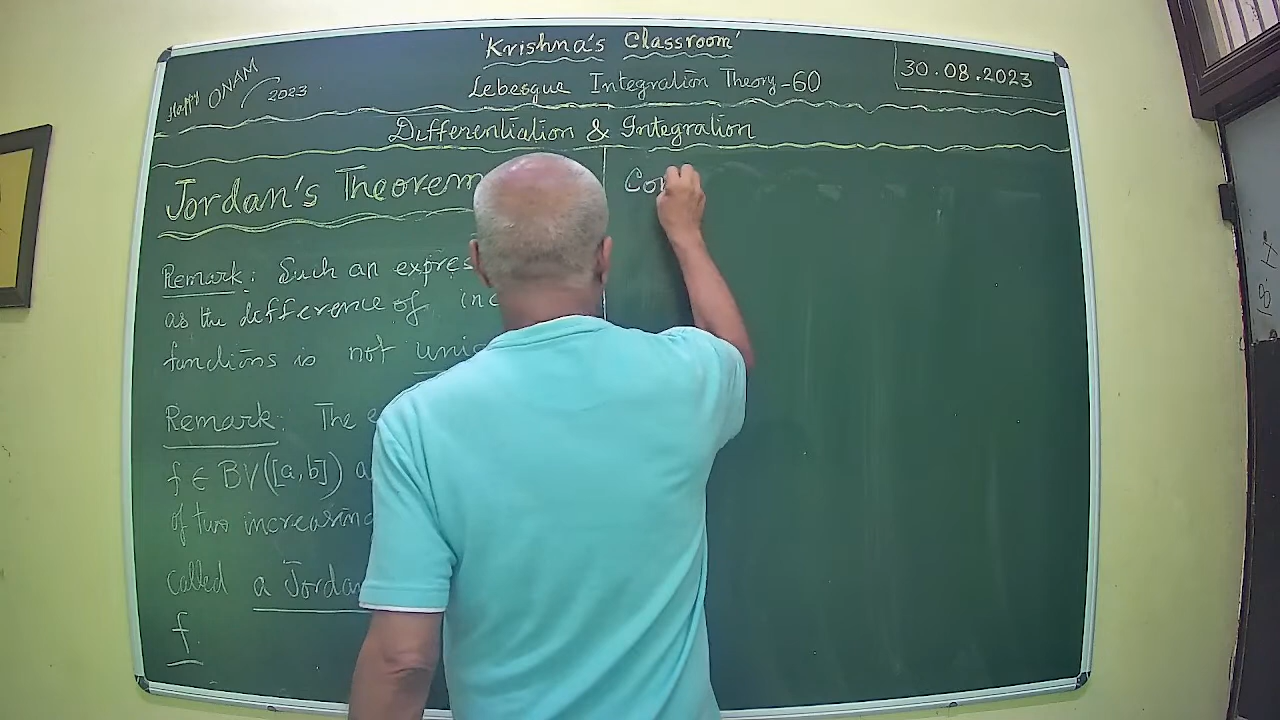 'Krishna's Classroom'
Happy ONAM 2023
Lebesgue Integration Theory-60
30.08.2023
Differentiation & Integration
Jordan's Theorem
Remark: Such an expres
as the difference of inc
functions is not uniq
Remark: The e
f ∈ BV([a,b]) a
of two increasing
called a Jordan
f.
Co